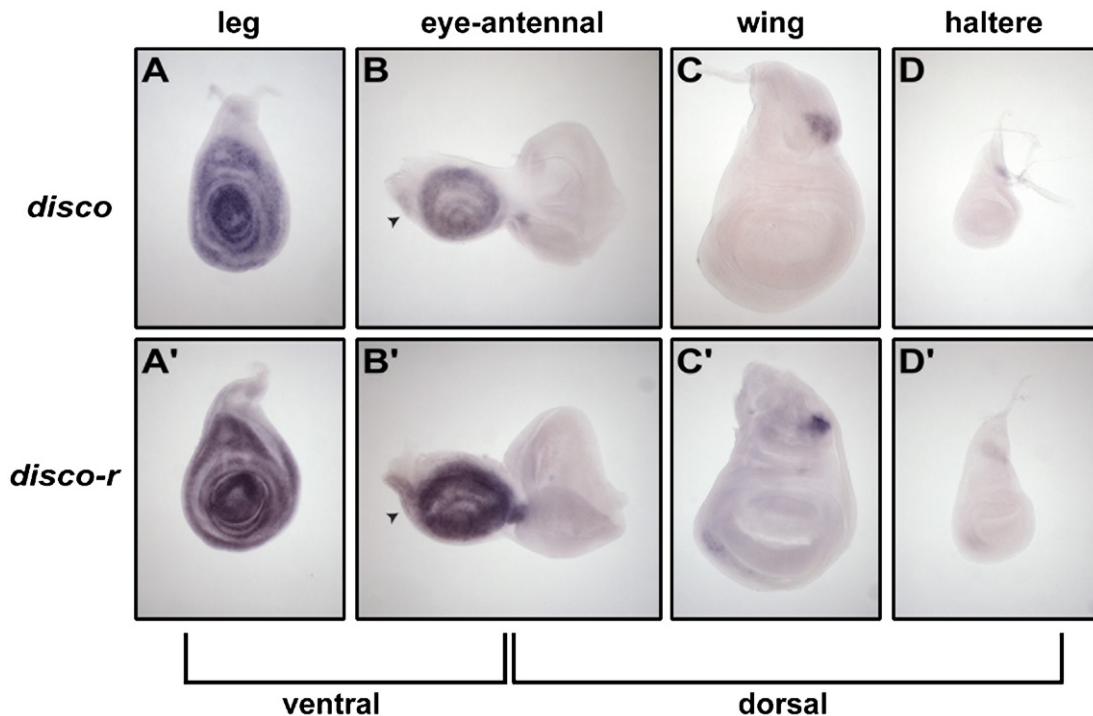 leg eye-antennal wing haltere
A B C D
disco
A' B' C' D'
disco-r
ventral dorsal